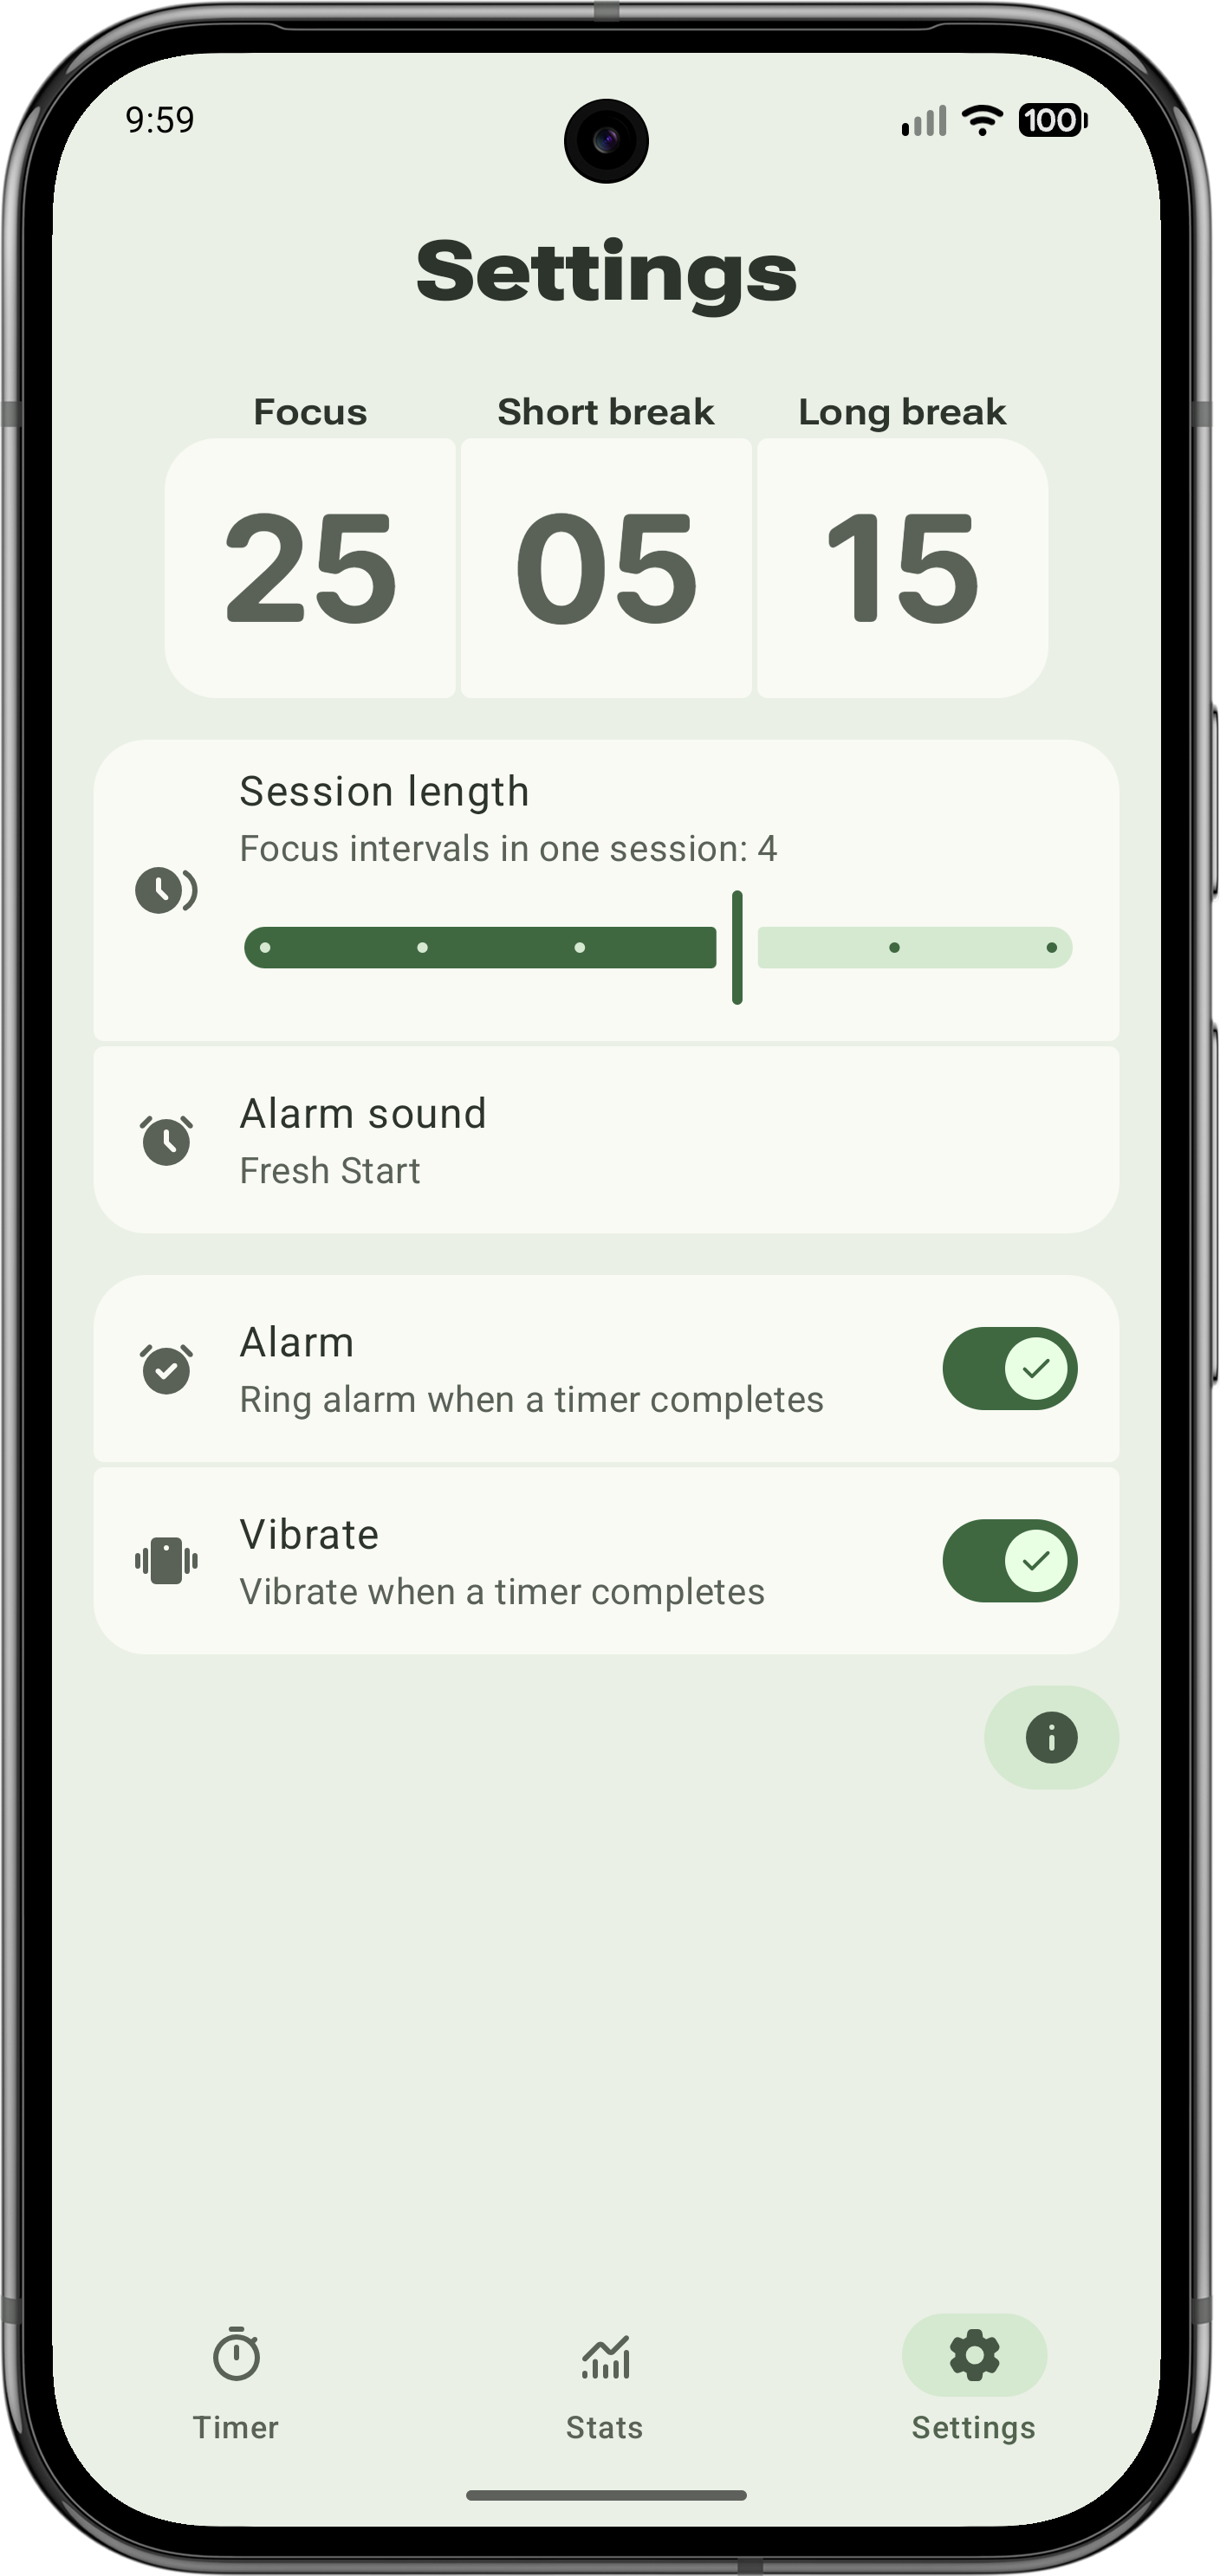 9:59
100
Settings
Focus Short break Long break
25 05 15
Session length
Focus intervals in one session: 4
Alarm sound
Fresh Start
Alarm
Ring alarm when a timer completes
Vibrate
Vibrate when a timer completes
Timer Stats Settings